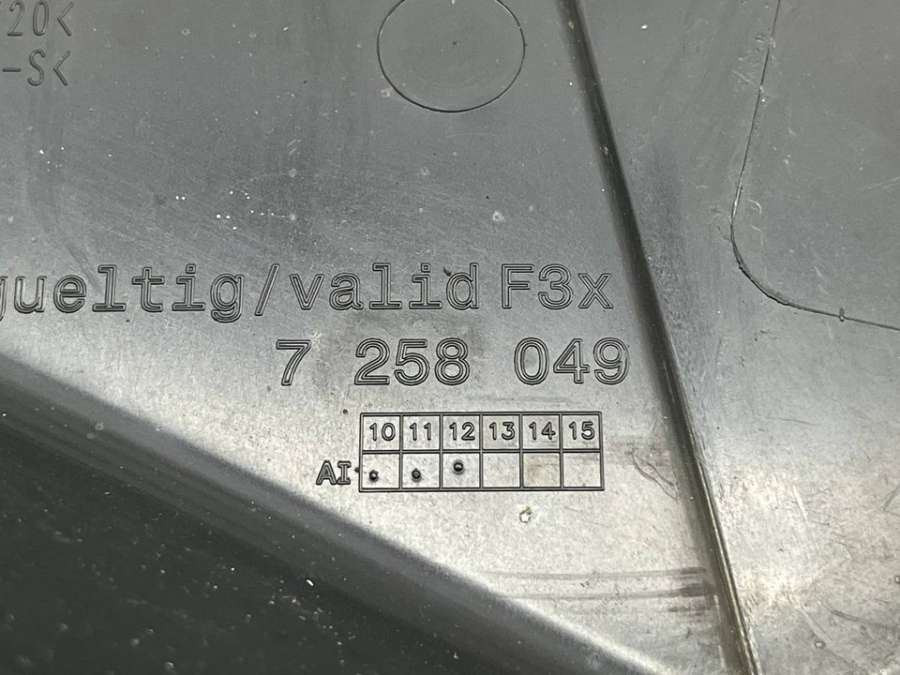 20<
-S<
gueltig/valid F3x
7 258 049
10 11 12 13 14 15
AI